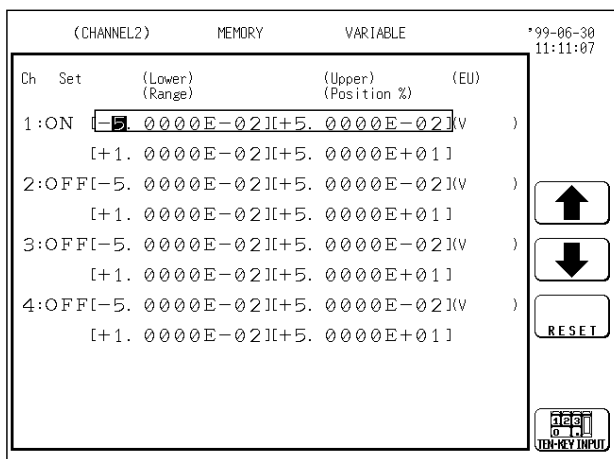 (CHANNEL2) MEMORY VARIABLE '99-06-30
11:11:07
Ch Set (Lower) (Upper) (EU)
(Range) (Position %)
1:ON [-5. 0000E-02][+5. 0000E-02](V )
[+1. 0000E-02][+5. 0000E+01]
2:OFF[-5. 0000E-02][+5. 0000E-02](V )
[+1. 0000E-02][+5. 0000E+01]
3:OFF[-5. 0000E-02][+5. 0000E-02](V )
[+1. 0000E-02][+5. 0000E+01]
4:OFF[-5. 0000E-02][+5. 0000E-02](V )
[+1. 0000E-02][+5. 0000E+01]
RESET
123
0 .
TEN-KEY INPUT